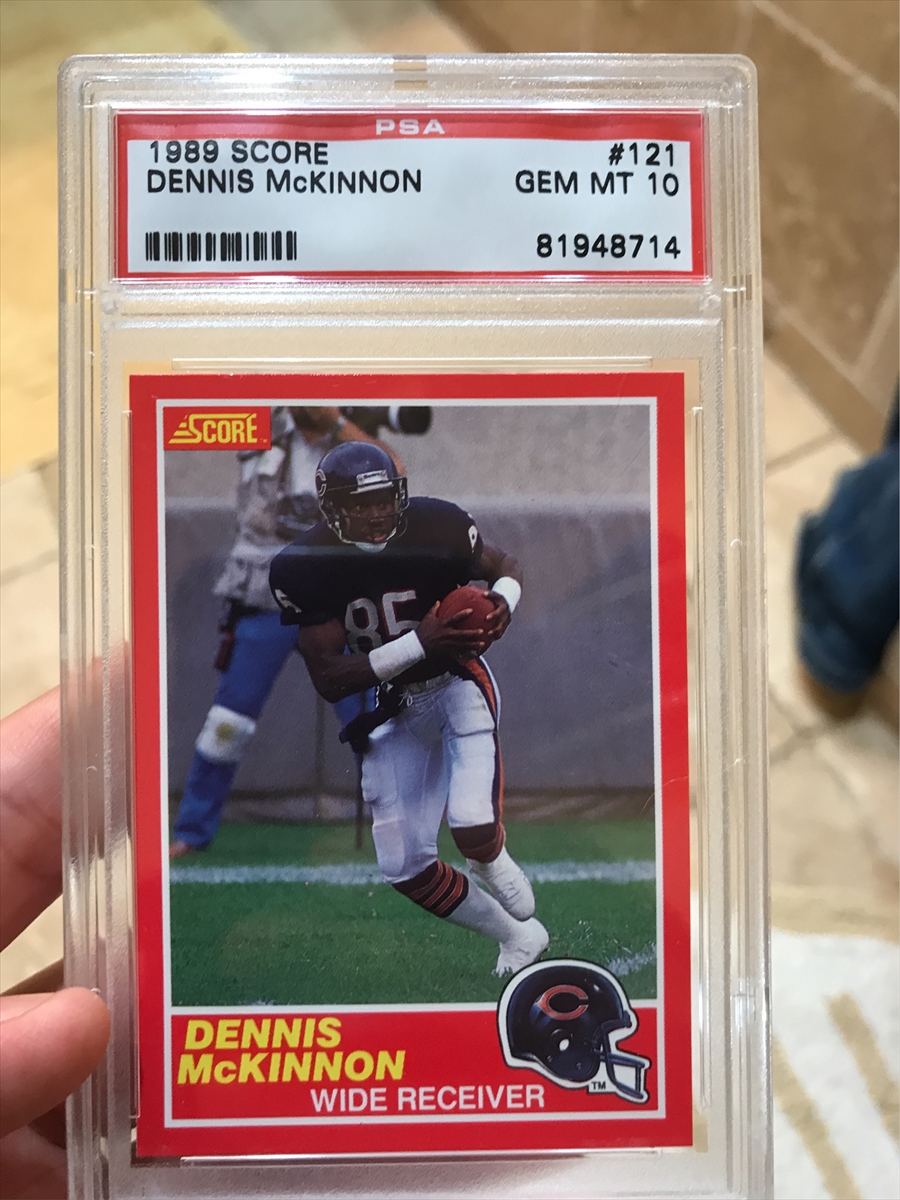 PSA
1989 SCORE #121
DENNIS McKINNON GEM MT 10
81948714
SCORE
85
DENNIS
McKINNON
WIDE RECEIVER
C
TM